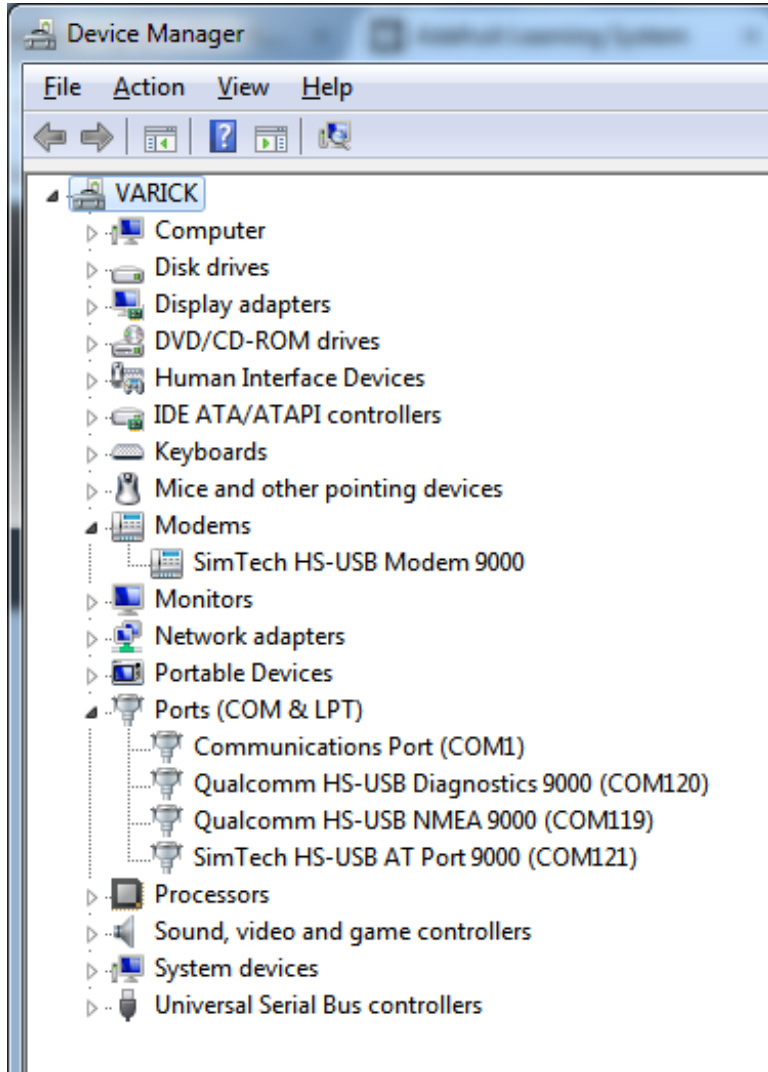 Device Manager
Adafruit Learning System
File Action View Help
VARICK
Computer
Disk drives
Display adapters
DVD/CD-ROM drives
Human Interface Devices
IDE ATA/ATAPI controllers
Keyboards
Mice and other pointing devices
Modems
SimTech HS-USB Modem 9000
Monitors
Network adapters
Portable Devices
Ports (COM & LPT)
Communications Port (COM1)
Qualcomm HS-USB Diagnostics 9000 (COM120)
Qualcomm HS-USB NMEA 9000 (COM119)
SimTech HS-USB AT Port 9000 (COM121)
Processors
Sound, video and game controllers
System devices
Universal Serial Bus controllers